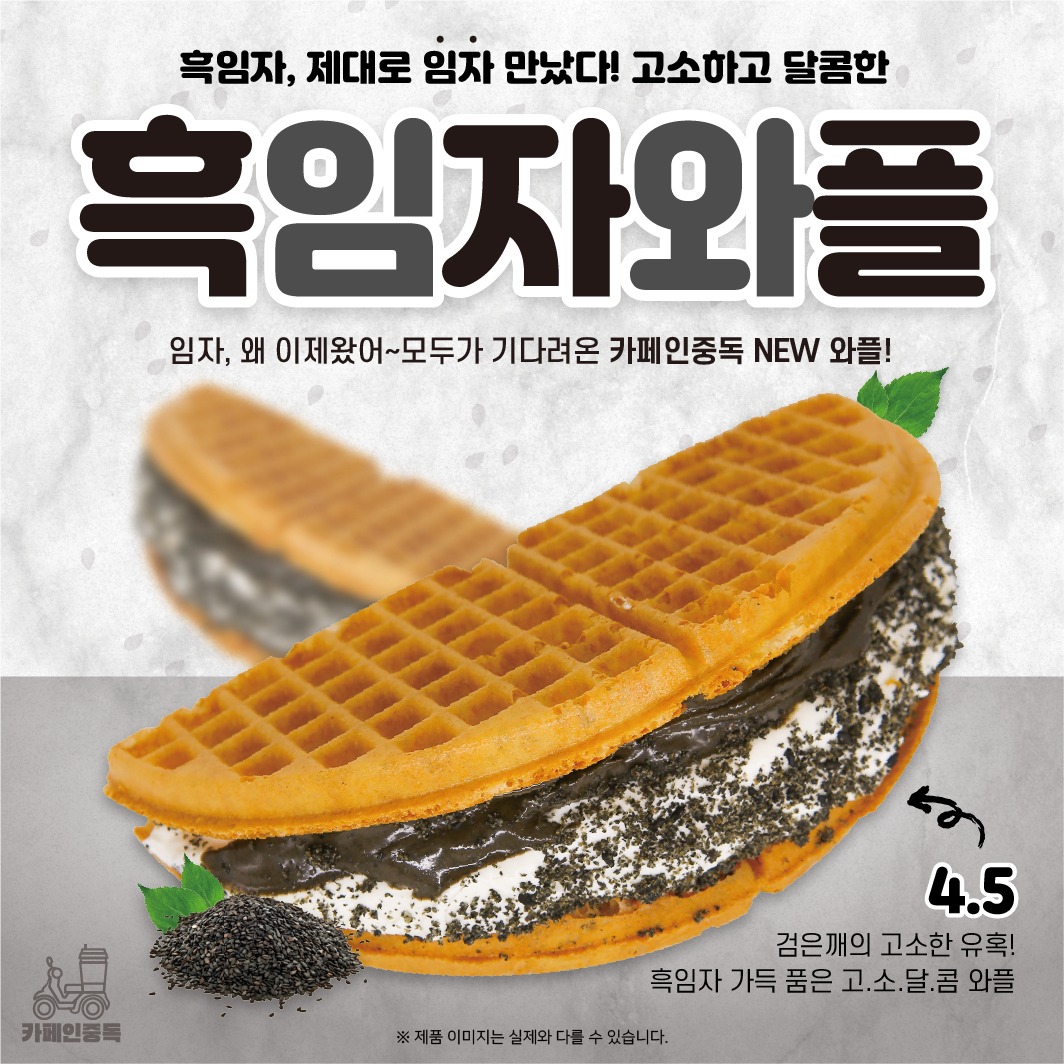 흑임자, 제대로 임자 만났다! 고소하고 달콤한
흑임자와플
임자, 왜 이제왔어~모두가 기다려온 카페인중독 NEW 와플!
4.5
검은깨의 고소한 유혹!
흑임자 가득 품은 고.소.달.콤 와플
카페인중독
※ 제품 이미지는 실제와 다를 수 있습니다.